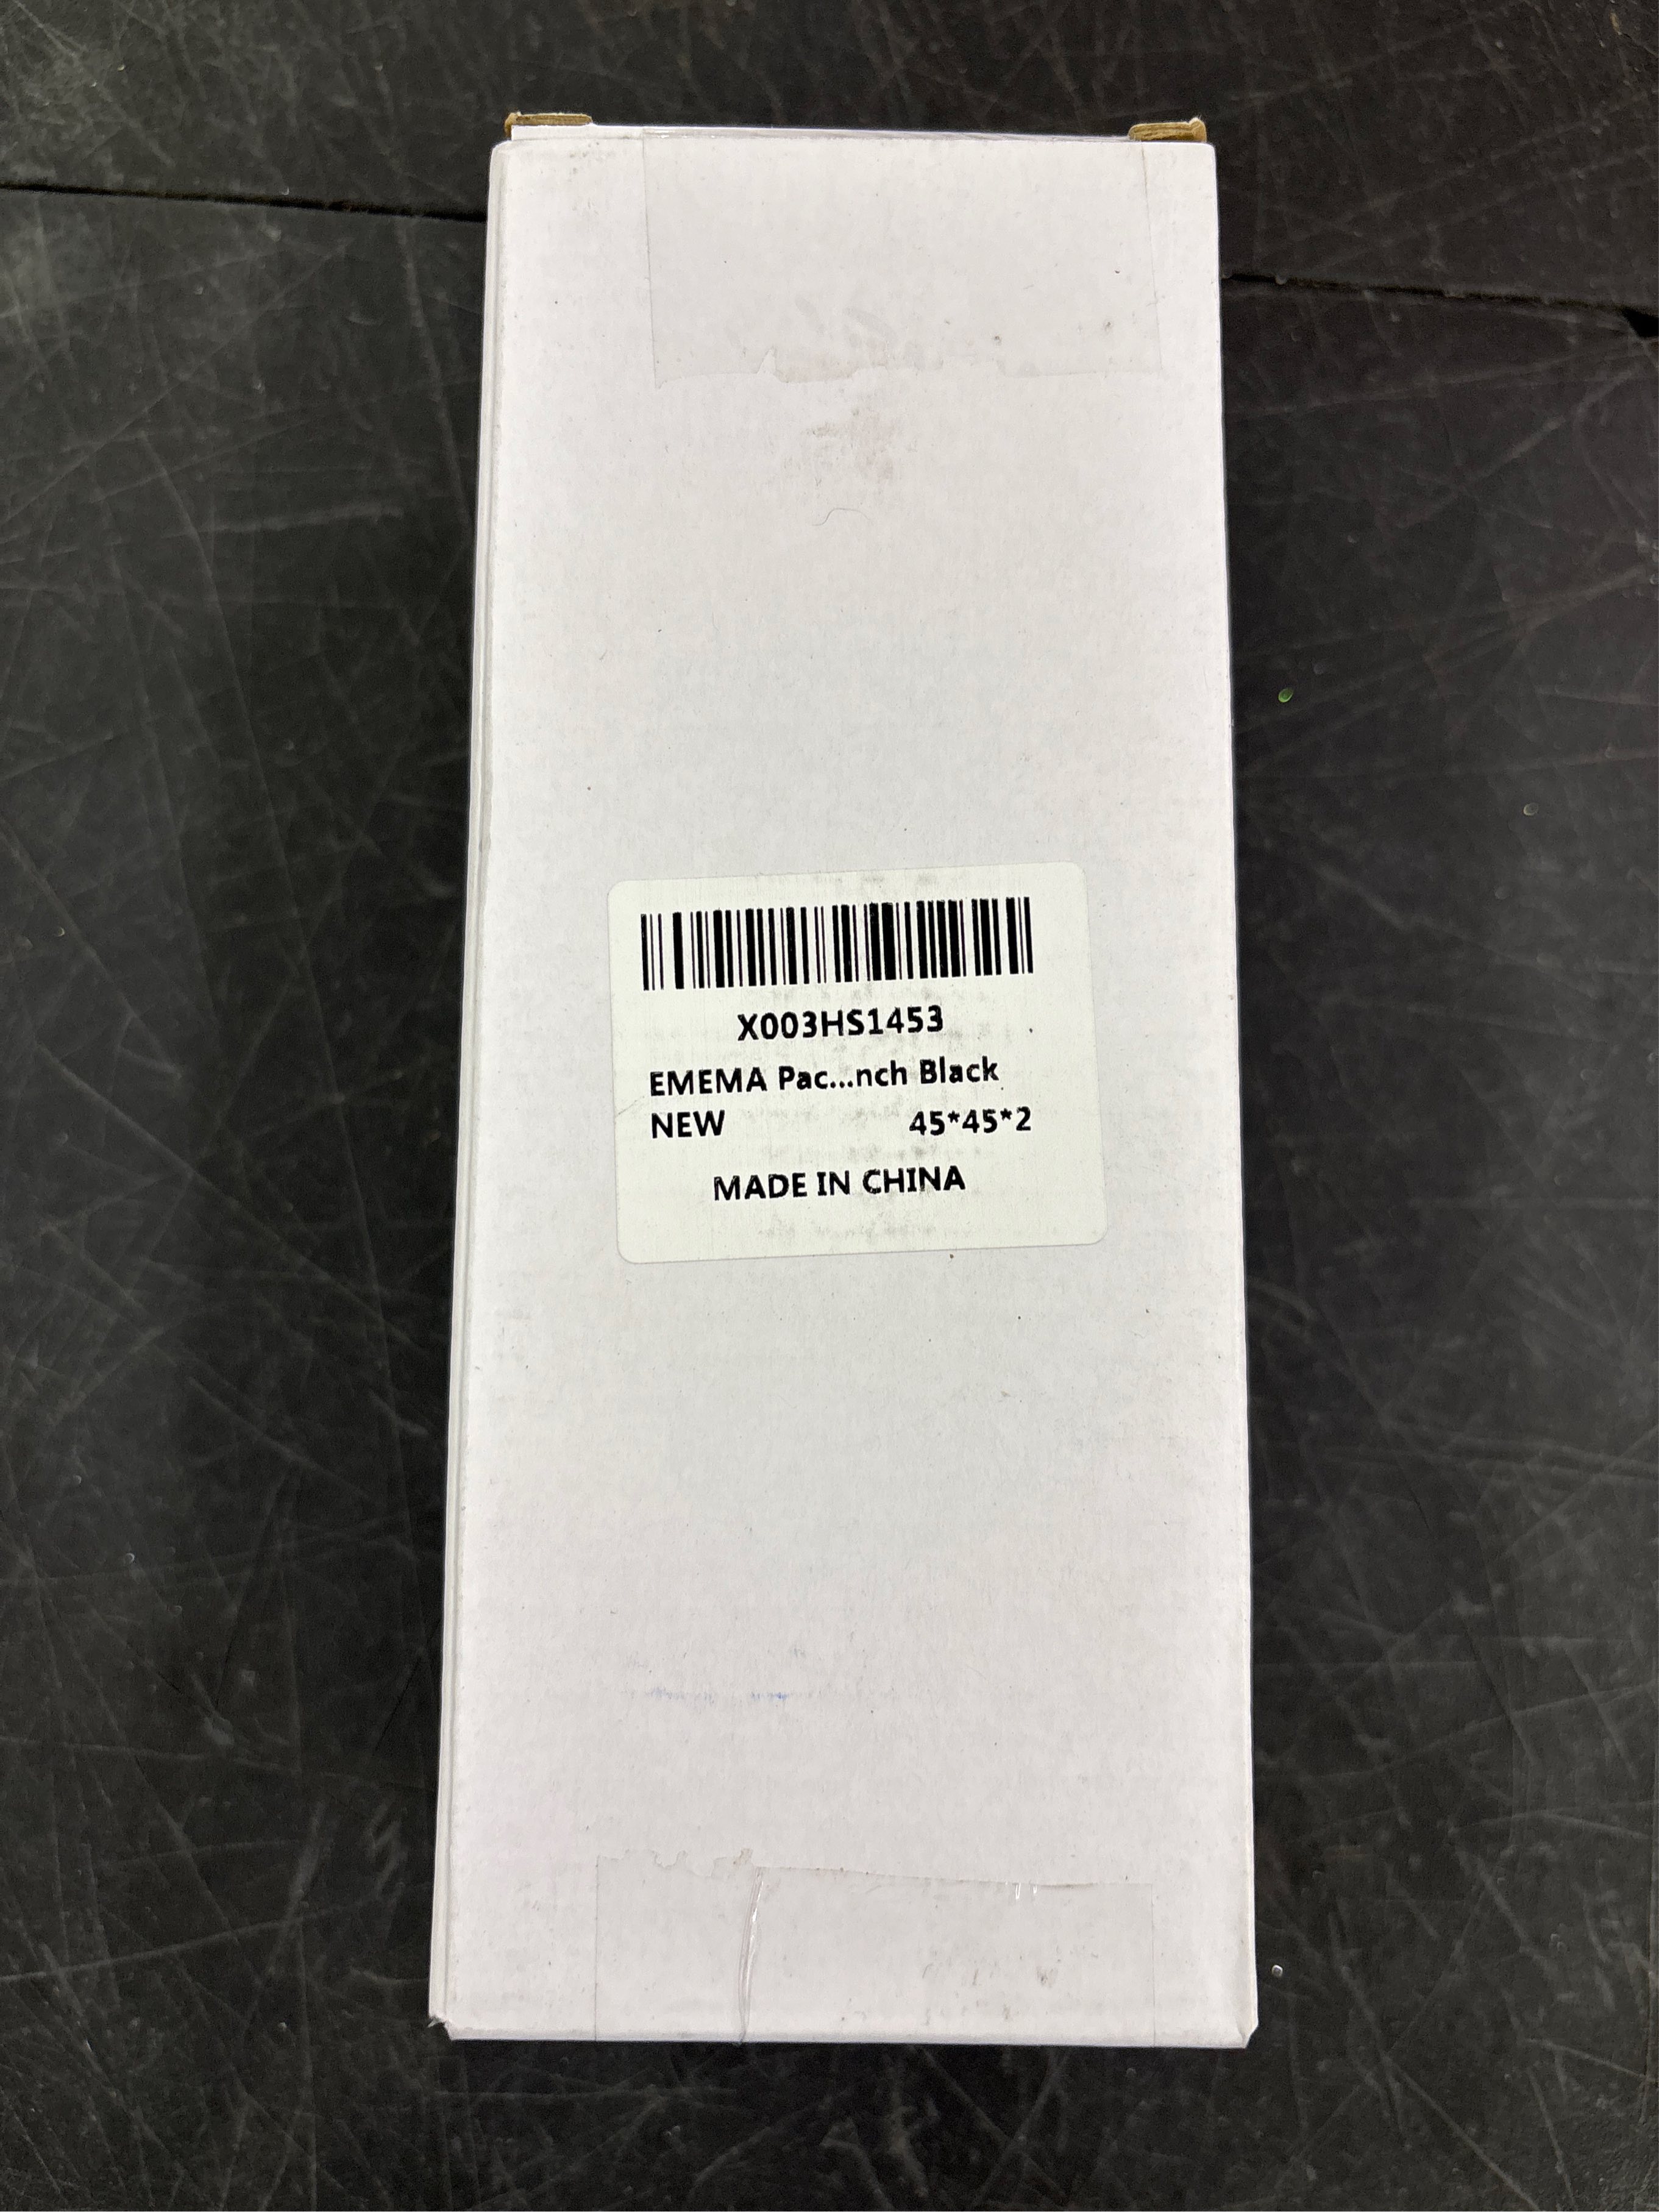 X003HS1453
EMEMA Pac...nch Black
NEW 45*45*2
MADE IN CHINA